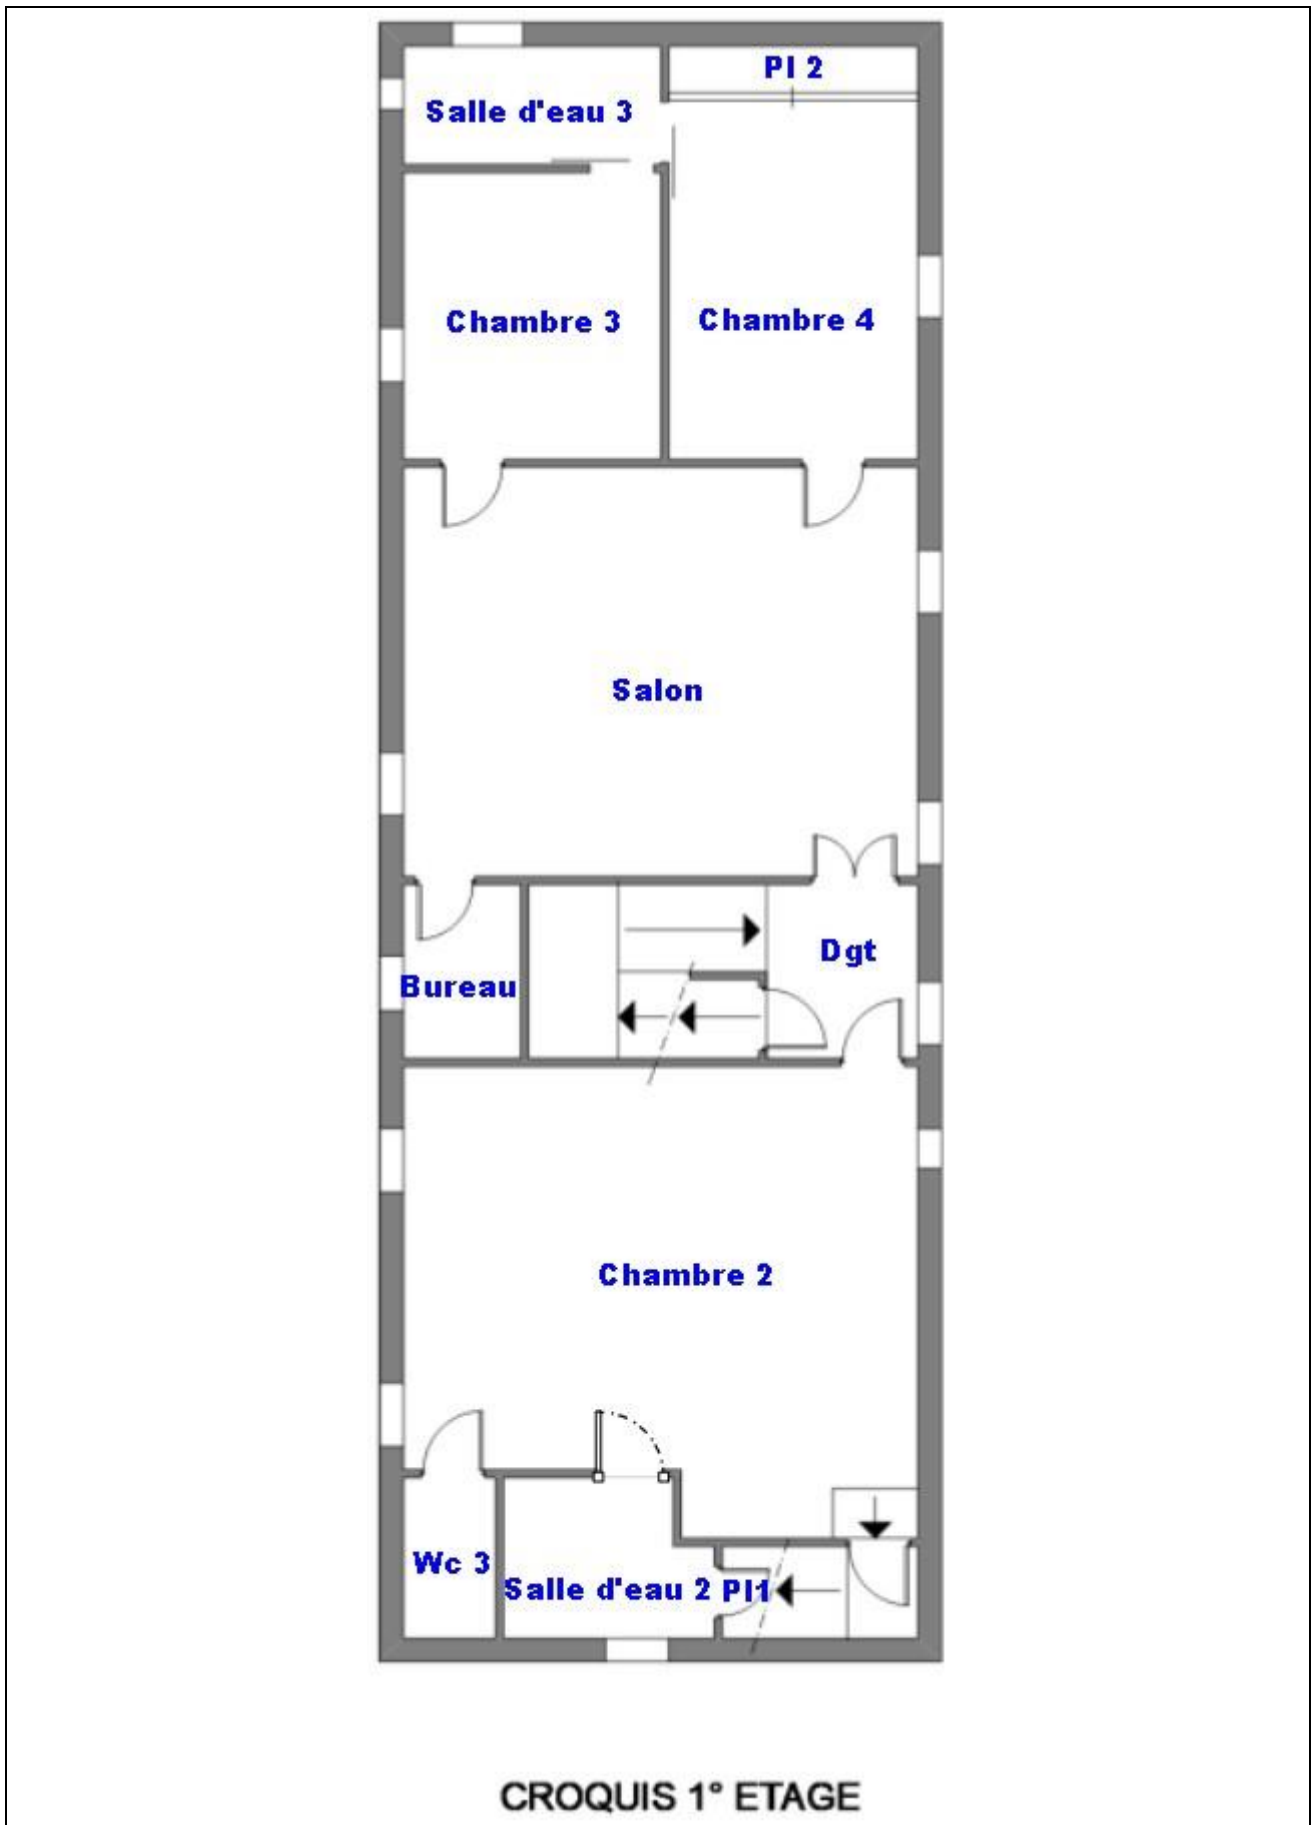 Pl 2
Salle d'eau 3
Chambre 3
Chambre 4
Salon
Dgt
Bureau
Chambre 2
Wc 3
Salle d'eau 2
Pl1
CROQUIS 1° ETAGE